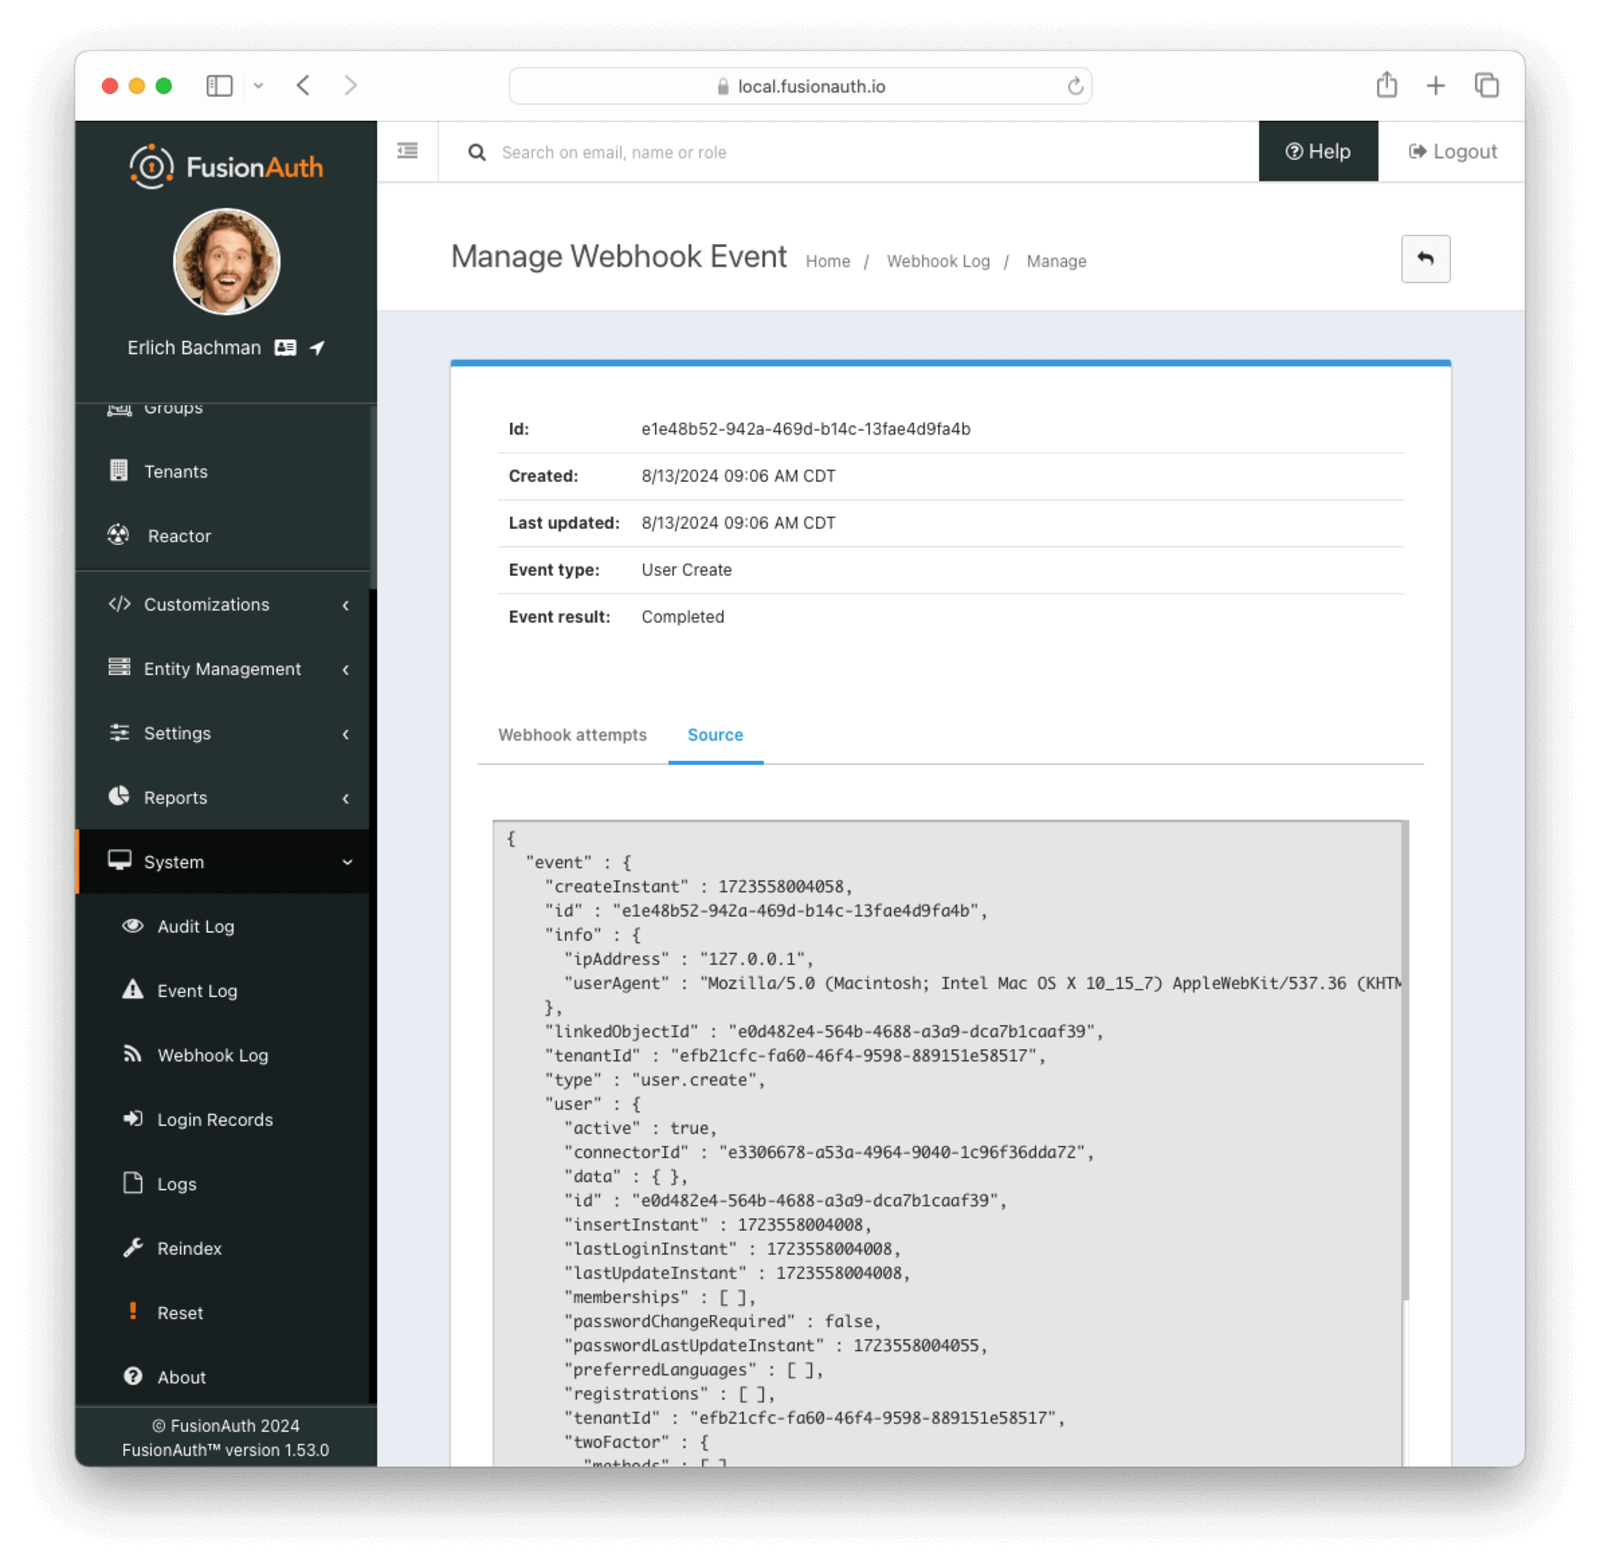 local.fusionauth.io
FusionAuth
Search on email, name or role
Help
Logout
Erlich Bachman
Groups
Tenants
Reactor
Customizations
Entity Management
Settings
Reports
System
Audit Log
Event Log
Webhook Log
Login Records
Logs
Reindex
Reset
About
© FusionAuth 2024
FusionAuth™ version 1.53.0
Manage Webhook Event Home / Webhook Log / Manage
Id: e1e48b52-942a-469d-b14c-13fae4d9fa4b
Created: 8/13/2024 09:06 AM CDT
Last updated: 8/13/2024 09:06 AM CDT
Event type: User Create
Event result: Completed
Webhook attempts Source
{
"event" : {
"createInstant" : 1723558004058,
"id" : "e1e48b52-942a-469d-b14c-13fae4d9fa4b",
"info" : {
"ipAddress" : "127.0.0.1",
"userAgent" : "Mozilla/5.0 (Macintosh; Intel Mac OS X 10_15_7) AppleWebKit/537.36 (KHTM
},
"linkedObjectId" : "e0d482e4-564b-4688-a3a9-dca7b1caaf39",
"tenantId" : "efb21cfc-fa60-46f4-9598-889151e58517",
"type" : "user.create",
"user" : {
"active" : true,
"connectorId" : "e3306678-a53a-4964-9040-1c96f36dda72",
"data" : { },
"id" : "e0d482e4-564b-4688-a3a9-dca7b1caaf39",
"insertInstant" : 1723558004008,
"lastLoginInstant" : 1723558004008,
"lastUpdateInstant" : 1723558004008,
"memberships" : [ ],
"passwordChangeRequired" : false,
"passwordLastUpdateInstant" : 1723558004055,
"preferredLanguages" : [ ],
"registrations" : [ ],
"tenantId" : "efb21cfc-fa60-46f4-9598-889151e58517",
"twoFactor" : {
"methods" : [ ]